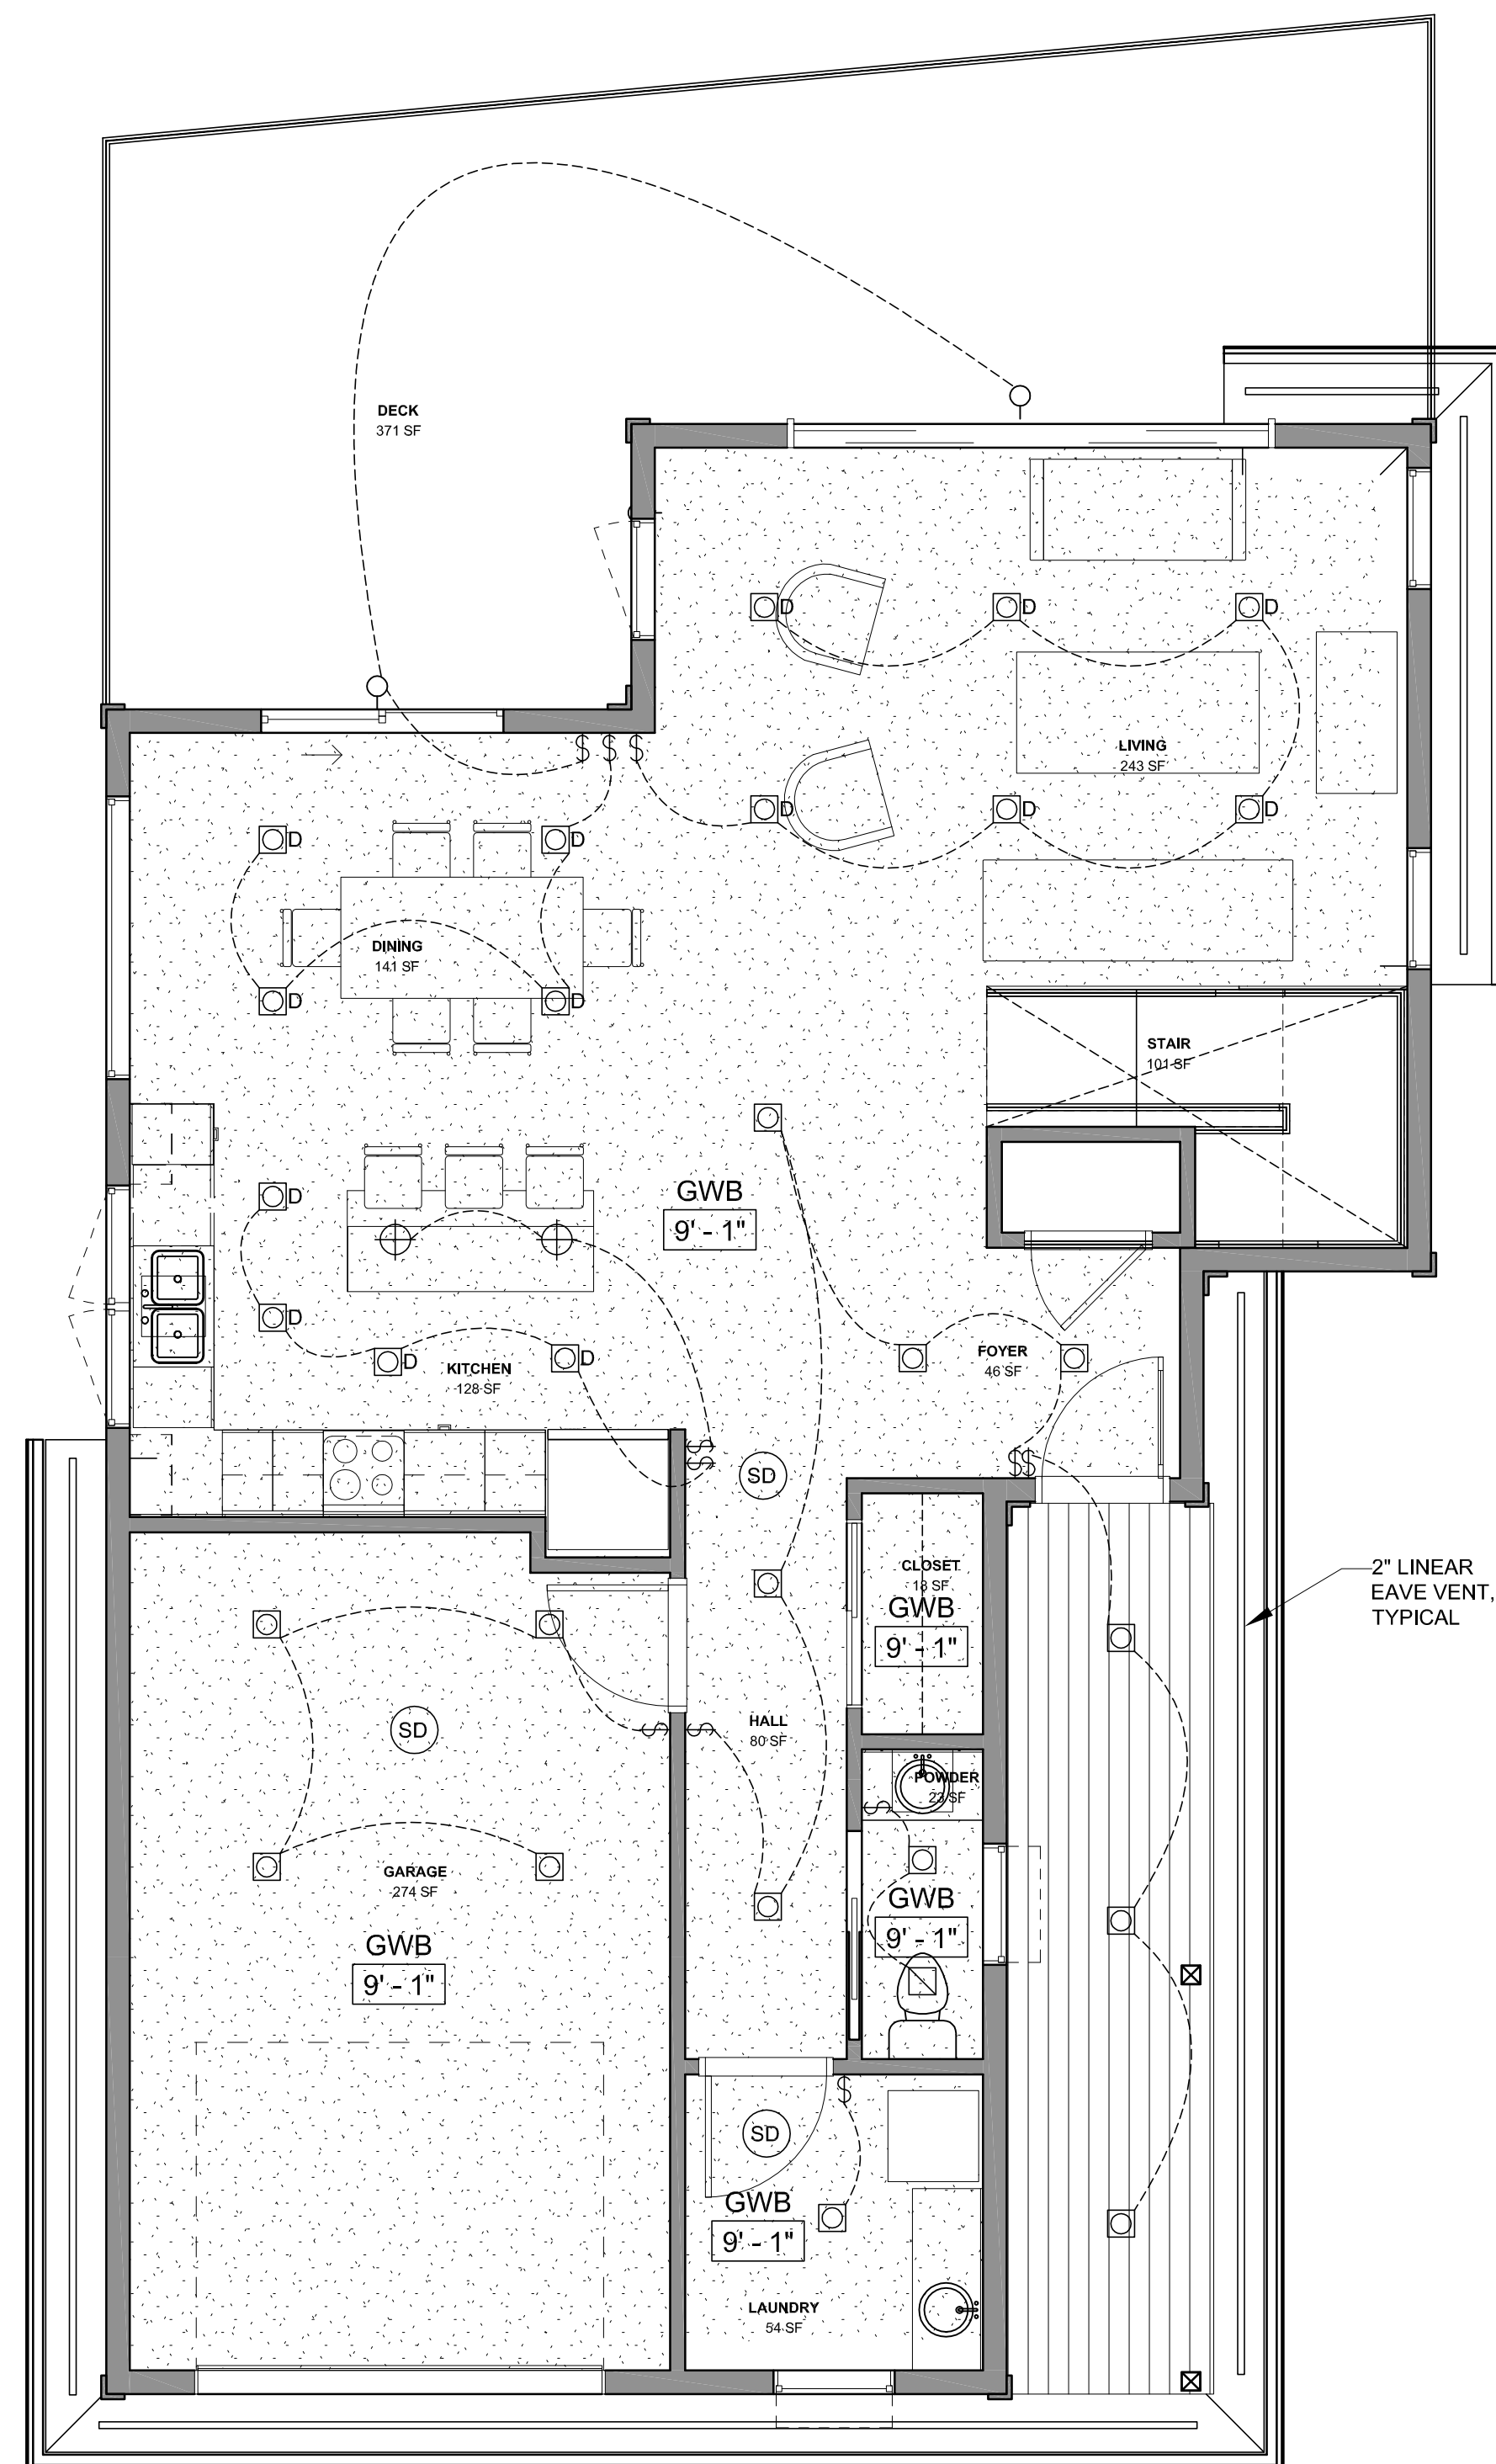 DECK
371 SF
D
D
D
LIVING
243 SF
$ $ $
D
D
D
D
D
DINING
141 SF
D
D
STAIR
101 SF
GWB
9' - 1"
D
D
D
D
KITCHEN
128 SF
FOYER
46 SF
$
$
$$
SD
CLOSET
18 SF
GWB
9' - 1"
2" LINEAR
EAVE VENT,
TYPICAL
SD
$ $
HALL
80 SF
POWDER
23 SF
$
GARAGE
274 SF
GWB
9' - 1"
GWB
9' - 1"
$
SD
GWB
9' - 1"
LAUNDRY
54 SF